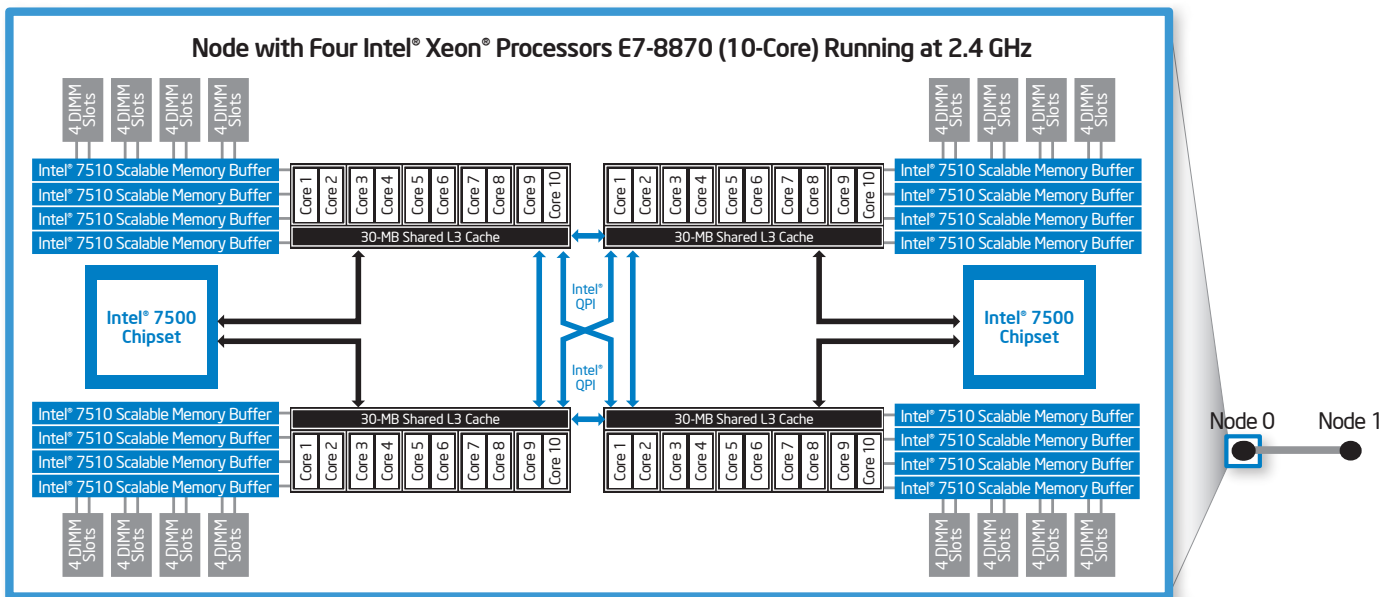 Node with Four Intel® Xeon® Processors E7-8870 (10-Core) Running at 2.4 GHz
4 DIMM
Slots
4 DIMM
Slots
4 DIMM
Slots
4 DIMM
Slots
4 DIMM
Slots
4 DIMM
Slots
4 DIMM
Slots
4 DIMM
Slots
Intel® 7510 Scalable Memory Buffer
Intel® 7510 Scalable Memory Buffer
Intel® 7510 Scalable Memory Buffer
Intel® 7510 Scalable Memory Buffer
Core 1
Core 2
Core 3
Core 4
Core 5
Core 6
Core 7
Core 8
Core 9
Core 10
30-MB Shared L3 Cache
Core 1
Core 2
Core 3
Core 4
Core 5
Core 6
Core 7
Core 8
Core 9
Core 10
30-MB Shared L3 Cache
Intel® 7510 Scalable Memory Buffer
Intel® 7510 Scalable Memory Buffer
Intel® 7510 Scalable Memory Buffer
Intel® 7510 Scalable Memory Buffer
Intel® 7500
Chipset
Intel®
QPI
Intel®
QPI
Intel® 7500
Chipset
Intel® 7510 Scalable Memory Buffer
Intel® 7510 Scalable Memory Buffer
Intel® 7510 Scalable Memory Buffer
Intel® 7510 Scalable Memory Buffer
30-MB Shared L3 Cache
Core 1
Core 2
Core 3
Core 4
Core 5
Core 6
Core 7
Core 8
Core 9
Core 10
30-MB Shared L3 Cache
Core 1
Core 2
Core 3
Core 4
Core 5
Core 6
Core 7
Core 8
Core 9
Core 10
Intel® 7510 Scalable Memory Buffer
Intel® 7510 Scalable Memory Buffer
Intel® 7510 Scalable Memory Buffer
Intel® 7510 Scalable Memory Buffer
4 DIMM
Slots
4 DIMM
Slots
4 DIMM
Slots
4 DIMM
Slots
4 DIMM
Slots
4 DIMM
Slots
4 DIMM
Slots
4 DIMM
Slots
Node 0
Node 1